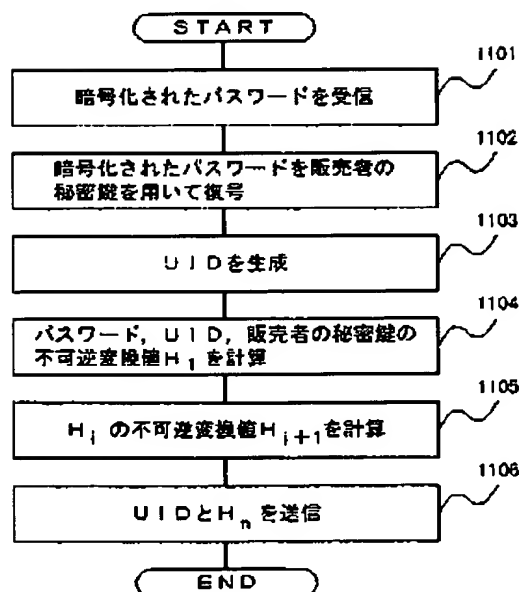 START
1101
暗号化されたパスワードを受信
1102
暗号化されたパスワードを販売者の
秘密鍵を用いて復号
1103
UIDを生成
1104
パスワード,UID,販売者の秘密鍵の
不可逆変換値H1を計算
1105
Hiの不可逆変換値Hi+1を計算
1106
UIDとHnを送信
END